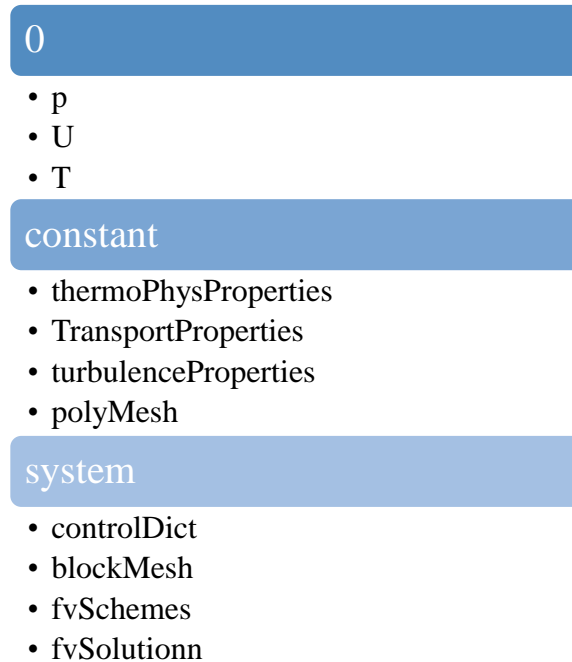 0
• p
• U
• T
constant
• thermoPhysProperties
• TransportProperties
• turbulenceProperties
• polyMesh
system
• controlDict
• blockMesh
• fvSchemes
• fvSolutionn